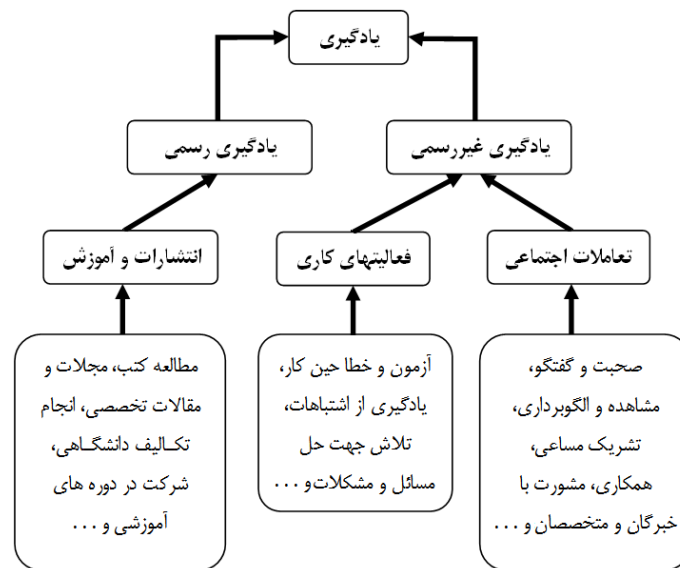 یادگیری
یادگیری غیررسمی
یادگیری رسمی
تعاملات اجتماعی
فعالیتهای کاری
انتشارات و آموزش
صحبت و گفتگو،
مشاهده و الگوبرداری،
تشریک مساعی،
همکاری، مشورت با
خبرگان و متخصصان و ...
آزمون و خطا حین کار،
یادگیری از اشتباهات،
تلاش جهت حل
مسائل و مشکلات و ...
مطالعه کتب، مجلات و
مقالات تخصصی، انجام
تکالیف دانشگاهی،
شرکت در دوره های
آموزشی و ...